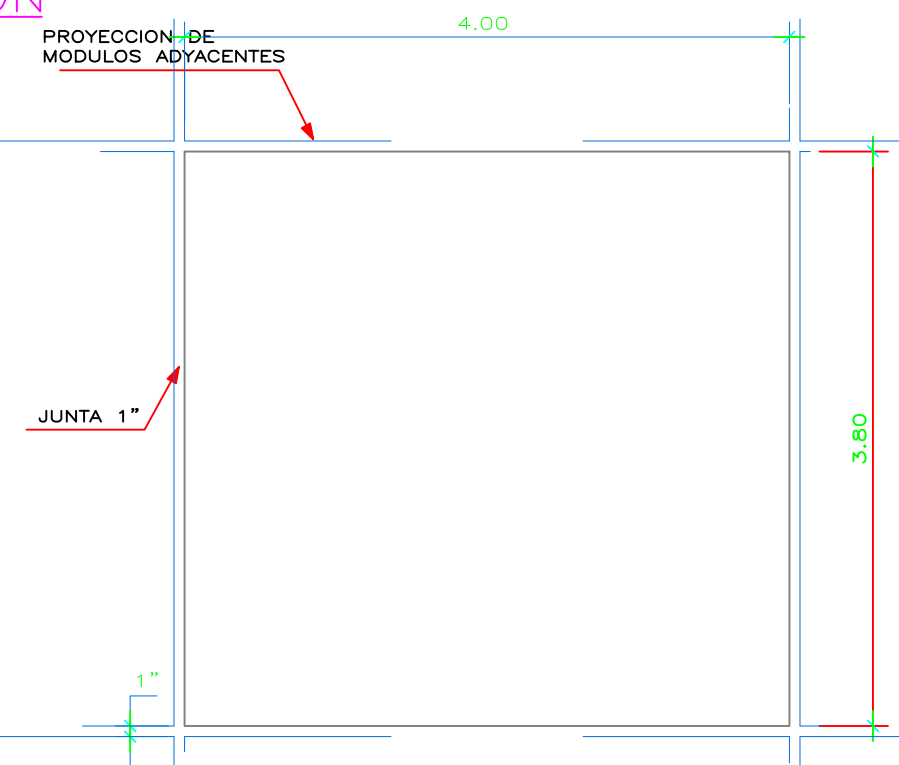 4.00
PROYECCION DE
MODULOS ADYACENTES
3.80
JUNTA 1”
1”